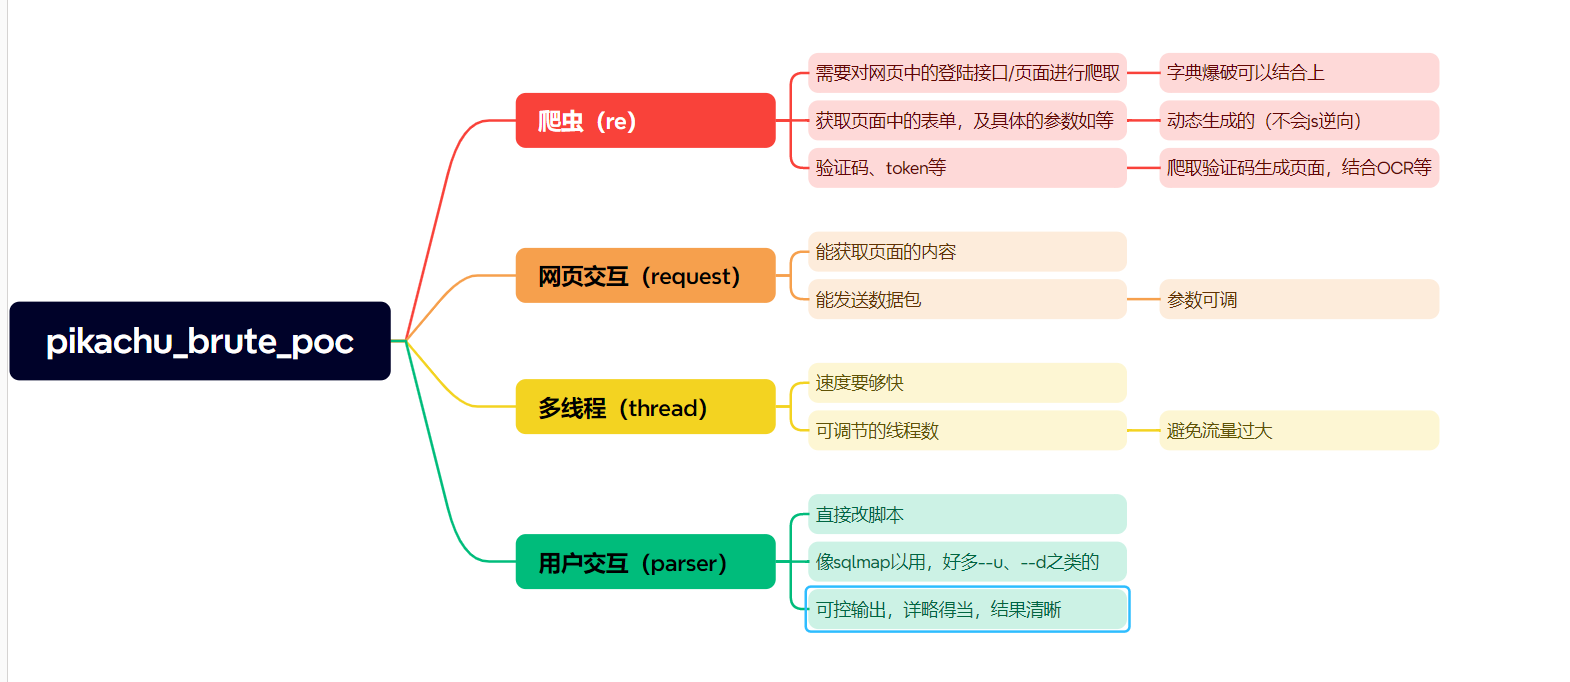 pikachu_brute_poc
爬虫（re）
需要对网页中的登陆接口/页面进行爬取
字典爆破可以结合上
获取页面中的表单，及具体的参数如等
动态生成的（不会js逆向）
验证码、token等
爬取验证码生成页面，结合OCR等
网页交互（request）
能获取页面的内容
能发送数据包
参数可调
多线程（thread）
速度要够快
可调节的线程数
避免流量过大
用户交互（parser）
直接改脚本
像sqlmap以用，好多--u、--d之类的
可控输出，详略得当，结果清晰